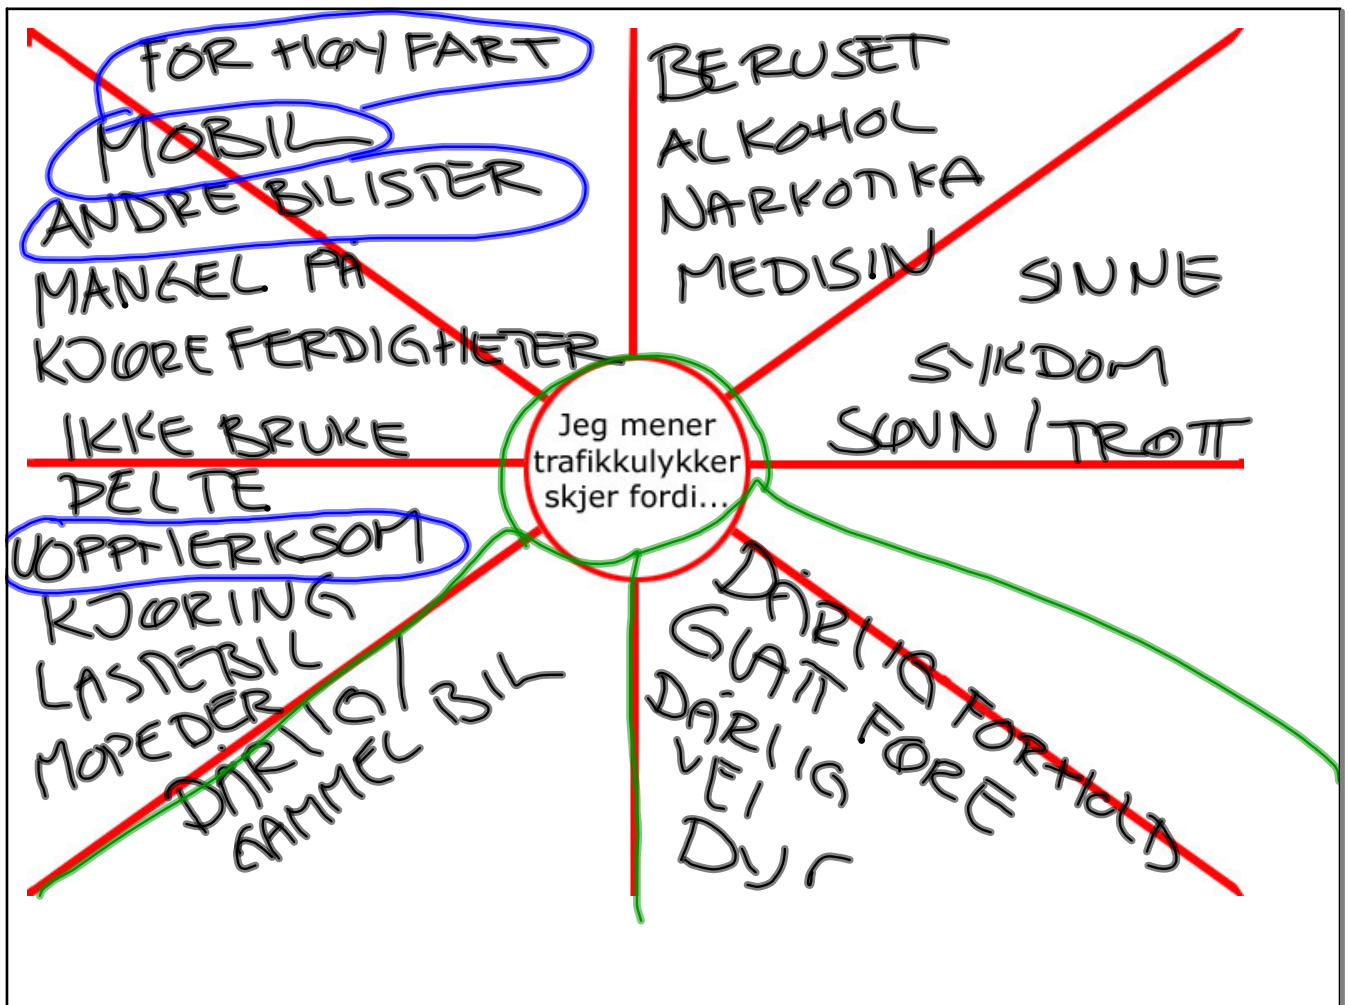 FOR HØY FART
MOBIL
ANDRE BILISTER
MANGEL PÅ
KJØREFERDIGHETER
IKKE BRUKE
BELTE
UOPPMERKSOM
KJØRING
LASTEBIL
MOPEDER
BERUSET
ALKOHOL
NARKOTIKA
MEDISIN
SINNE
SYKDOM
SØVN / TRØTT
Jeg mener
trafikkulykker
skjer fordi...
DÅRLIG FORHOLD
GLATT FØRE
DÅRLIG
VEI
Dyr
DÅRLIG /
GAMMEL BIL